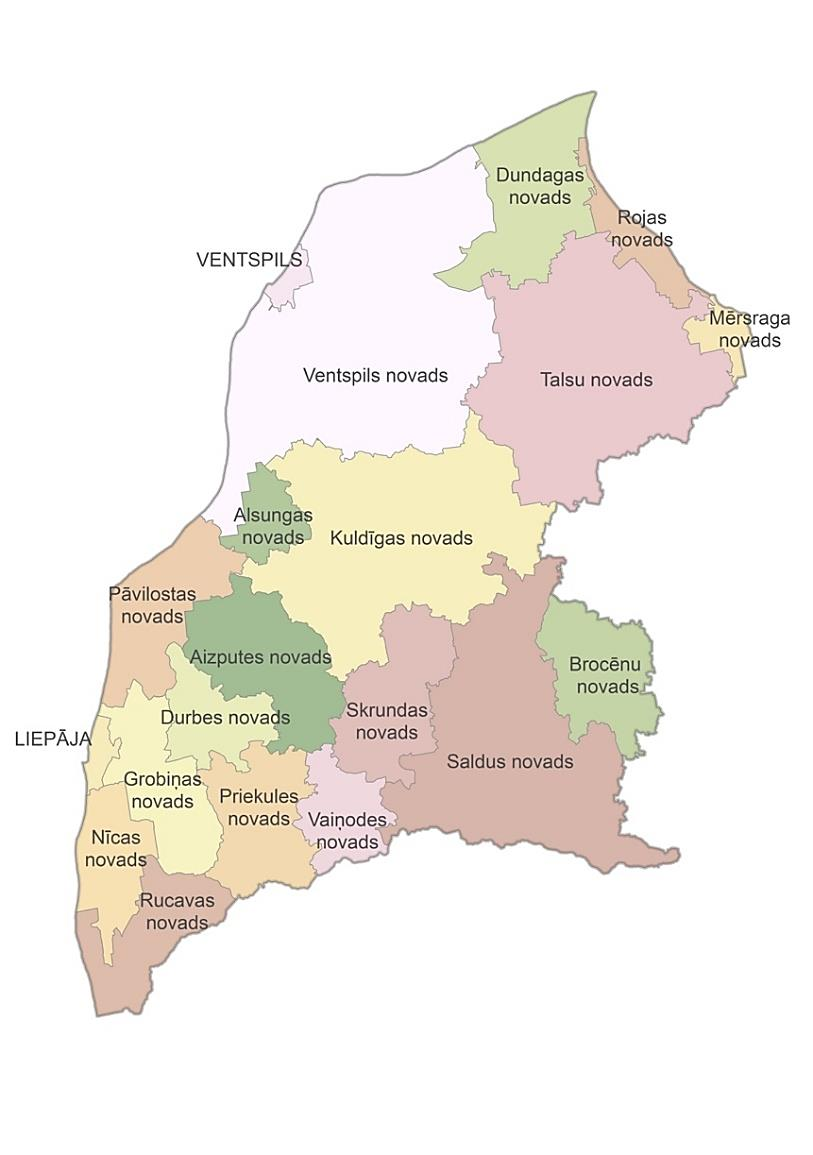 Dundagas
novads
Rojas
novads
VENTSPILS
Mērsraga
novads
Ventspils novads
Talsu novads
Alsungas
novads
Kuldīgas novads
Pāvilostas
novads
Aizputes novads
Brocēnu
novads
Durbes novads
Skrundas
novads
LIEPĀJA
Saldus novads
Grobiņas
novads
Priekules
novads
Vaiņodes
novads
Nīcas
novads
Rucavas
novads